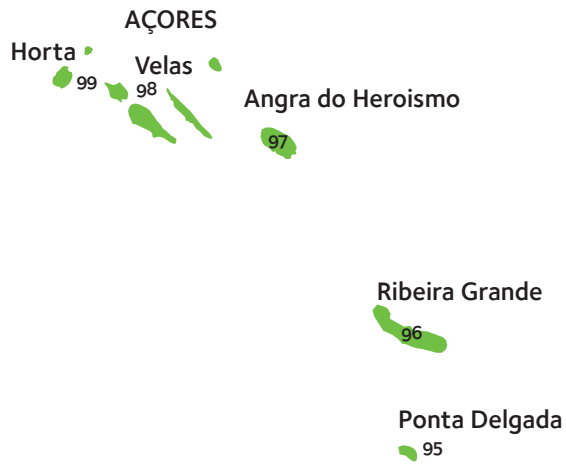 AÇORES
Horta
99
Velas
98
Angra do Heroismo
97
Ribeira Grande
96
Ponta Delgada
95